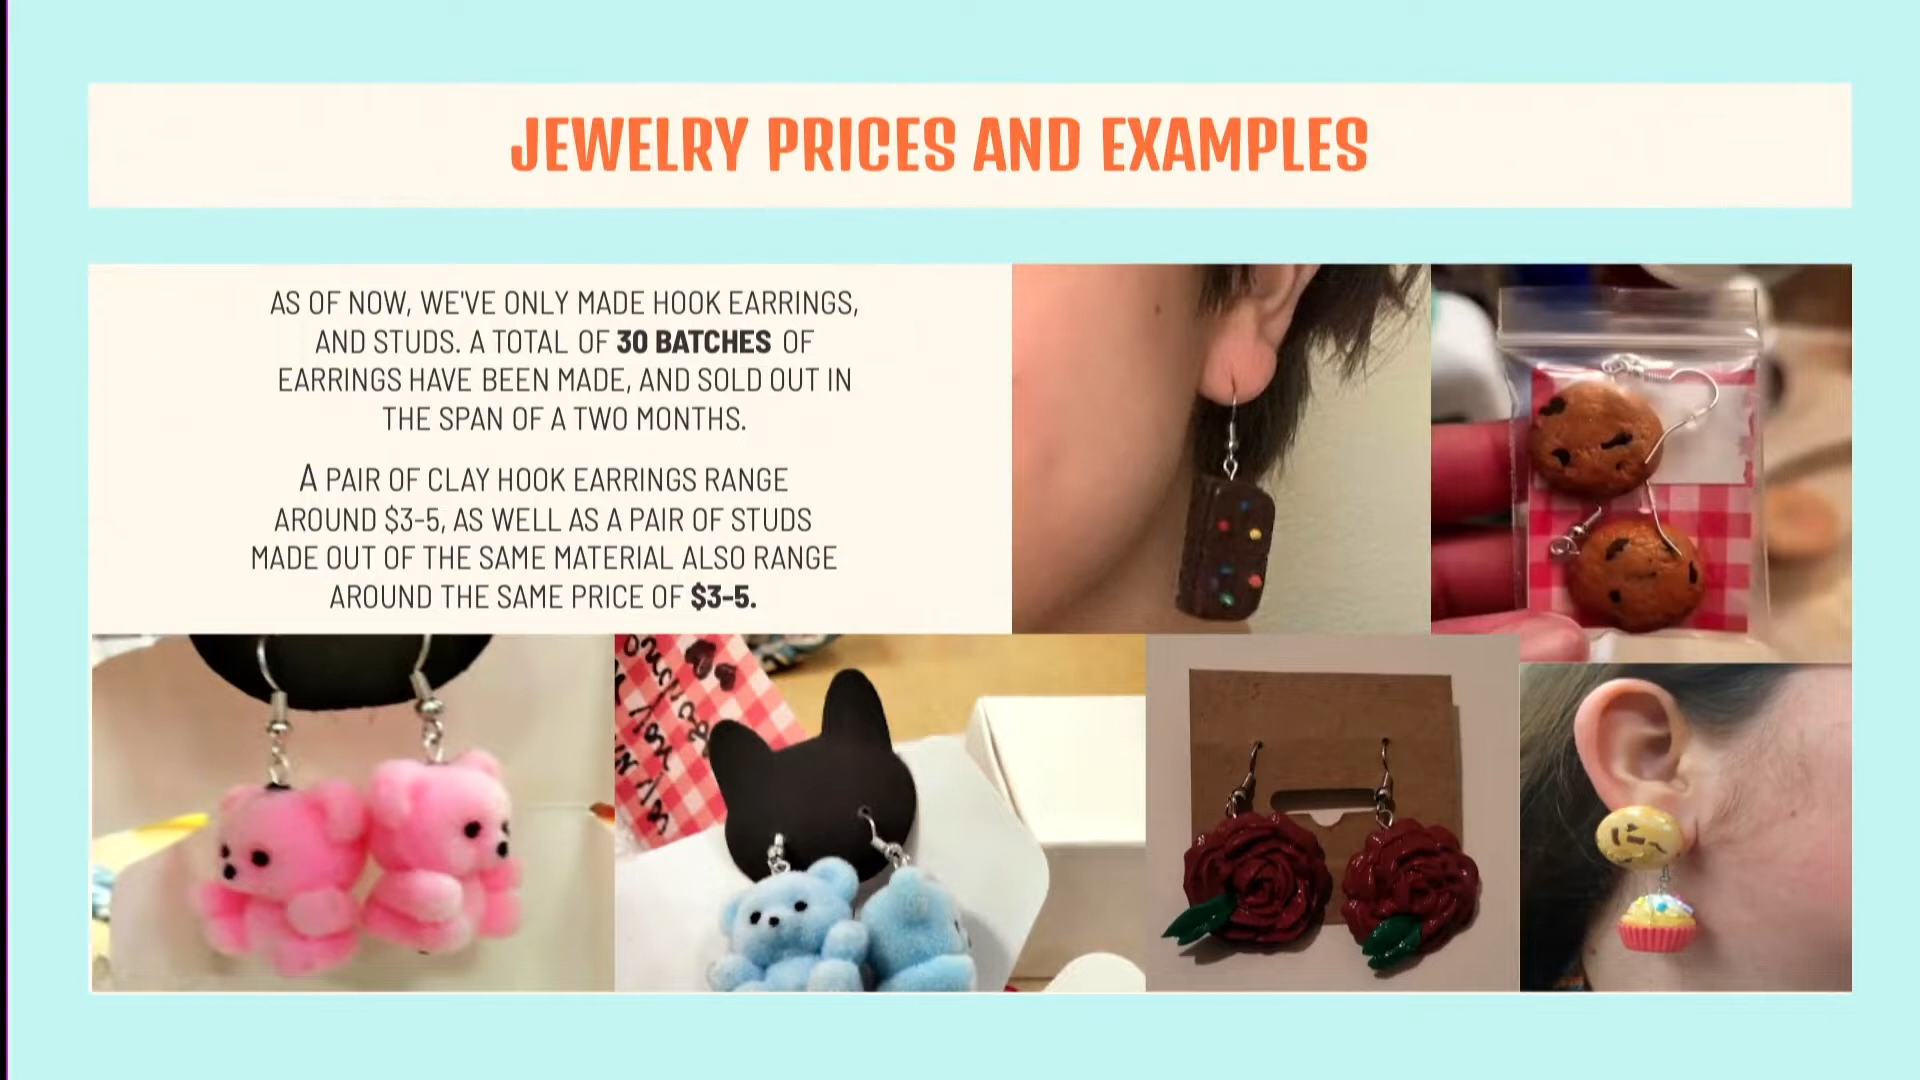 JEWELRY PRICES AND EXAMPLES
AS OF NOW, WE'VE ONLY MADE HOOK EARRINGS,
AND STUDS. A TOTAL OF 30 BATCHES OF
EARRINGS HAVE BEEN MADE, AND SOLD OUT IN
THE SPAN OF A TWO MONTHS.
A PAIR OF CLAY HOOK EARRINGS RANGE
AROUND $3-5, AS WELL AS A PAIR OF STUDS
MADE OUT OF THE SAME MATERIAL ALSO RANGE
AROUND THE SAME PRICE OF $3-5.